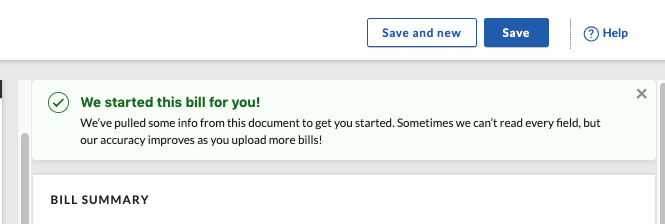 Save and new
Save
Help
We started this bill for you!
We've pulled some info from this document to get you started. Sometimes we can't read every field, but
our accuracy improves as you upload more bills!
BILL SUMMARY